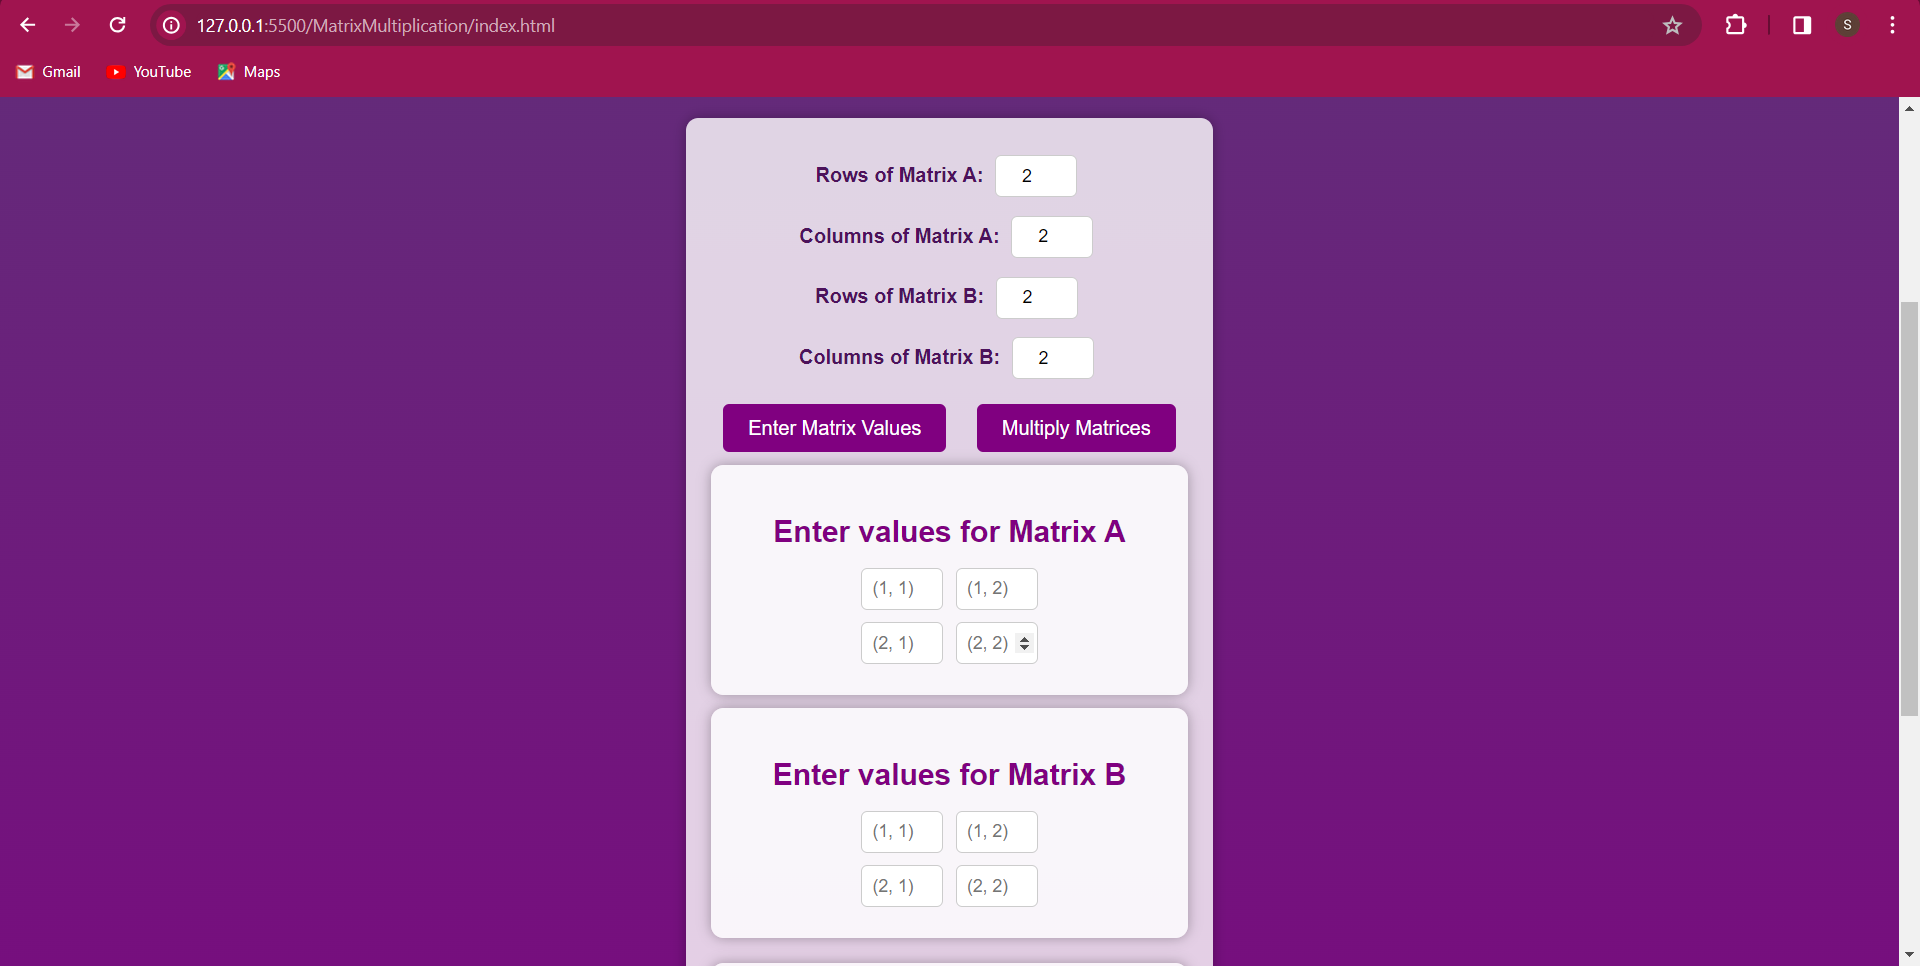 127.0.0.1:5500/MatrixMultiplication/index.html
S
Gmail YouTube Maps
Rows of Matrix A: 2
Columns of Matrix A: 2
Rows of Matrix B: 2
Columns of Matrix B: 2
Enter Matrix Values Multiply Matrices
Enter values for Matrix A
(1, 1) (1, 2)
(2, 1) (2, 2)
Enter values for Matrix B
(1, 1) (1, 2)
(2, 1) (2, 2)